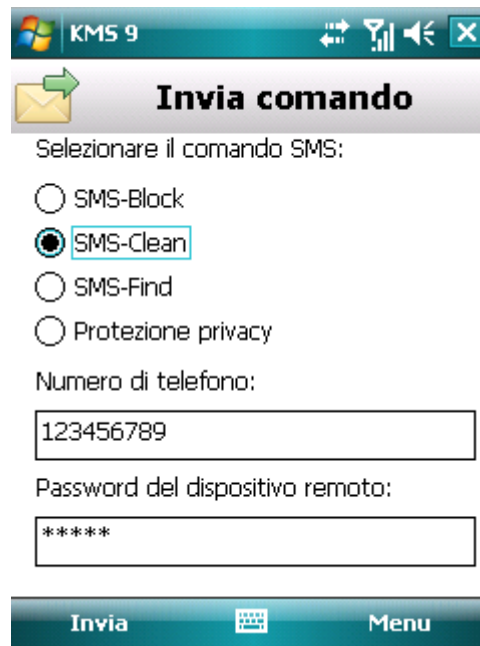 KMS 9
Invia comando
Selezionare il comando SMS:
SMS-Block
SMS-Clean
SMS-Find
Protezione privacy
Numero di telefono:
123456789
Password del dispositivo remoto:
*****
Invia
Menu